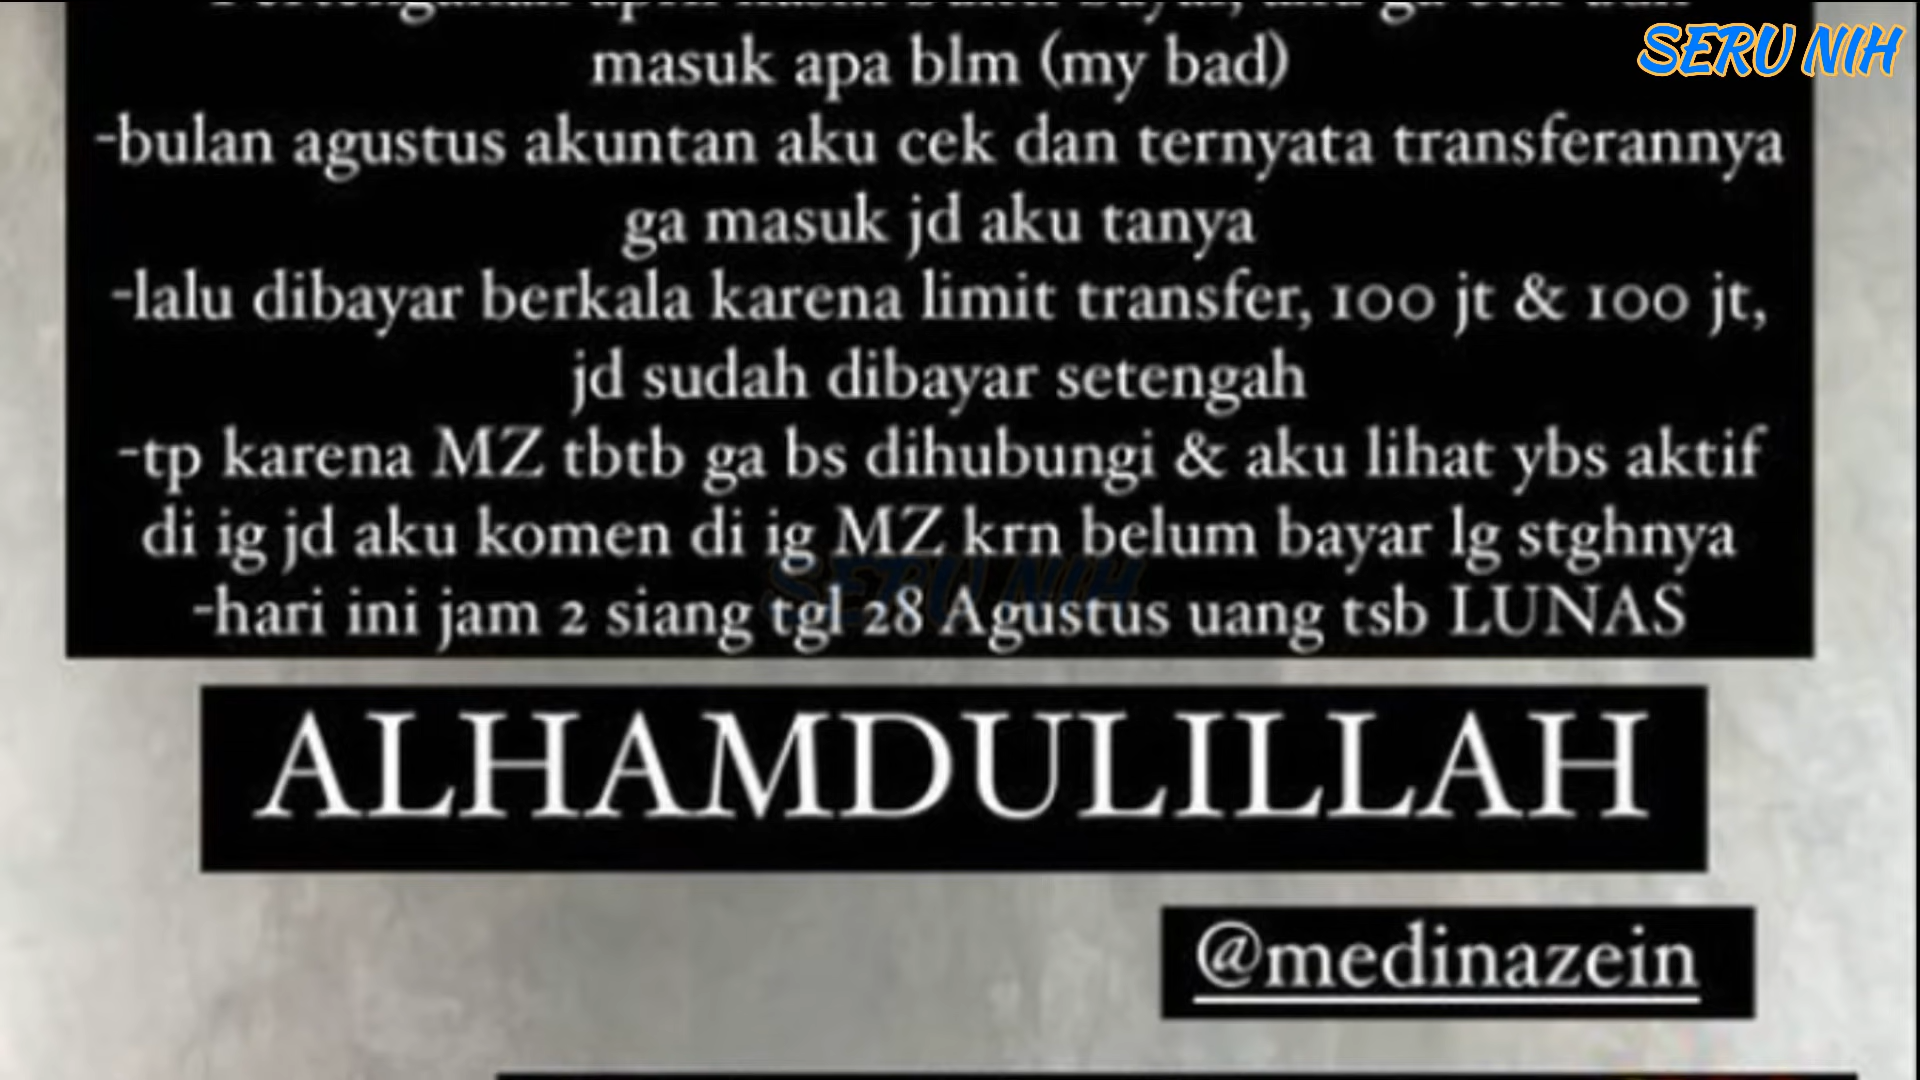 SERU NIH
masuk apa blm (my bad)
-bulan agustus akuntan aku cek dan ternyata transferannya
ga masuk jd aku tanya
-lalu dibayar berkala karena limit transfer, 100 jt & 100 jt,
jd sudah dibayar setengah
-tp karena MZ tbtb ga bs dihubungi & aku lihat ybs aktif
di ig jd aku komen di ig MZ krn belum bayar lg stghnya
SERU NIH
-hari ini jam 2 siang tgl 28 Agustus uang tsb LUNAS
ALHAMDULILLAH
@medinazein